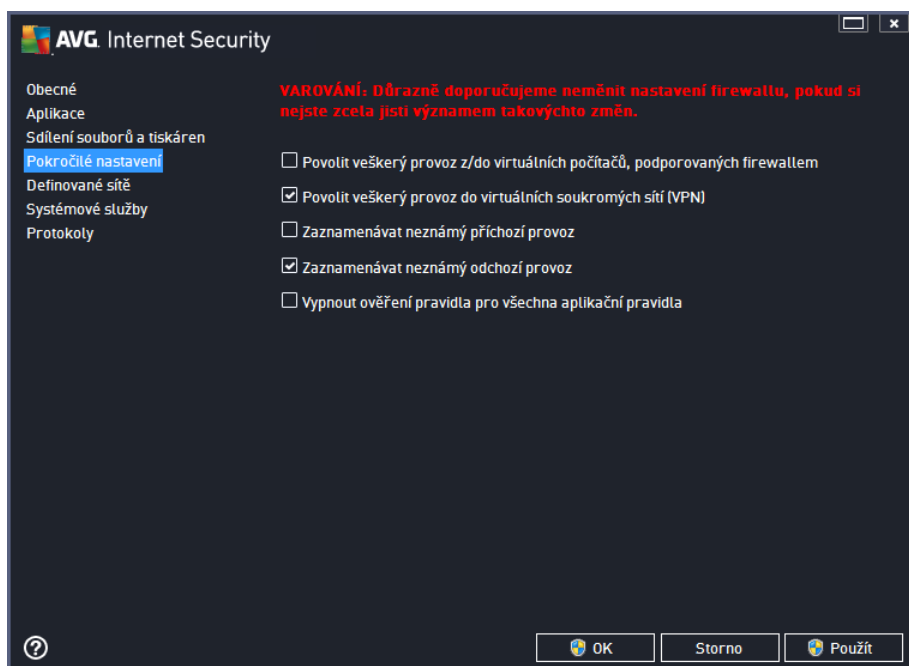 AVG. Internet Security
Obecné
Aplikace
Sdílení souborů a tiskáren
Pokročilé nastavení
Definované sítě
Systémové služby
Protokoly
VAROVÁNÍ: Důrazně doporučujeme neměnit nastavení firewallu, pokud si
nejste zcela jisti významem takovýchto změn.
Povolit veškerý provoz z/do virtuálních počítačů, podporovaných firewallem
Povolit veškerý provoz do virtuálních soukromých sítí (VPN)
Zaznamenávat neznámý příchozí provoz
Zaznamenávat neznámý odchozí provoz
Vypnout ověření pravidla pro všechna aplikační pravidla
OK
Storno
Použít